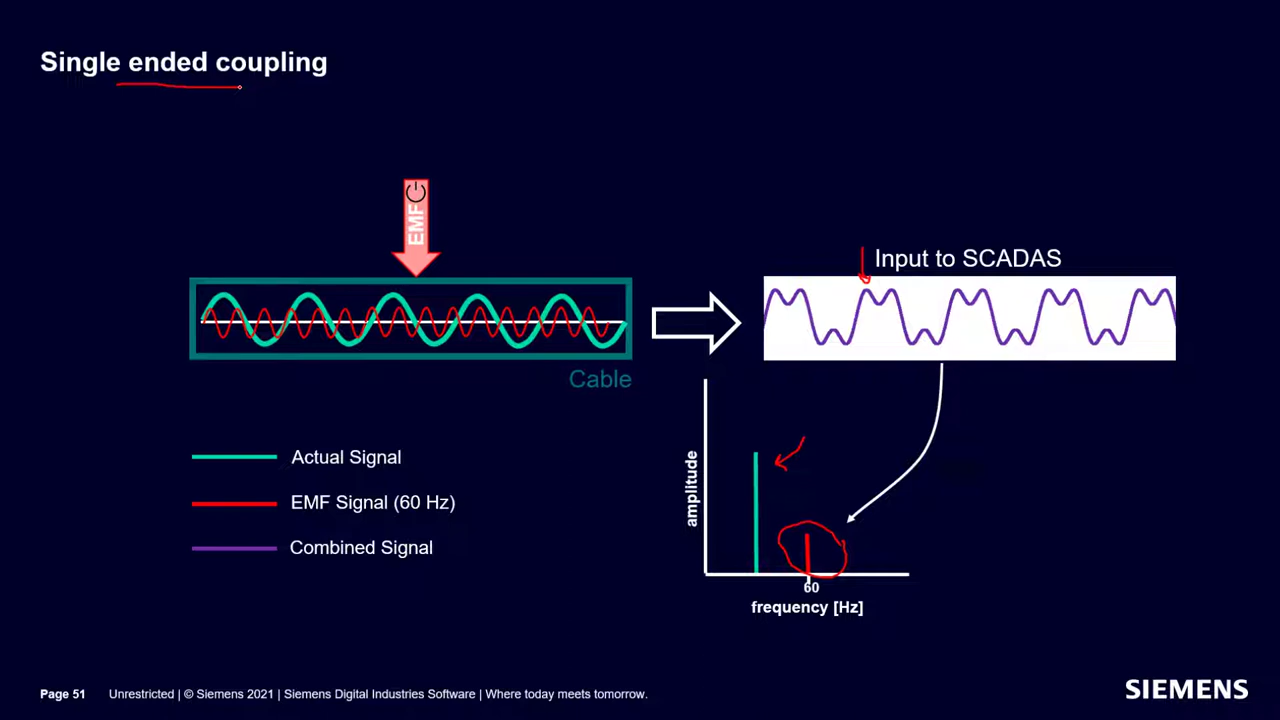 Single ended coupling
EMF
Input to SCADAS
Cable
Actual Signal
EMF Signal (60 Hz)
Combined Signal
amplitude
60
frequency [Hz]
Page 51 Unrestricted | © Siemens 2021 | Siemens Digital Industries Software | Where today meets tomorrow.
SIEMENS